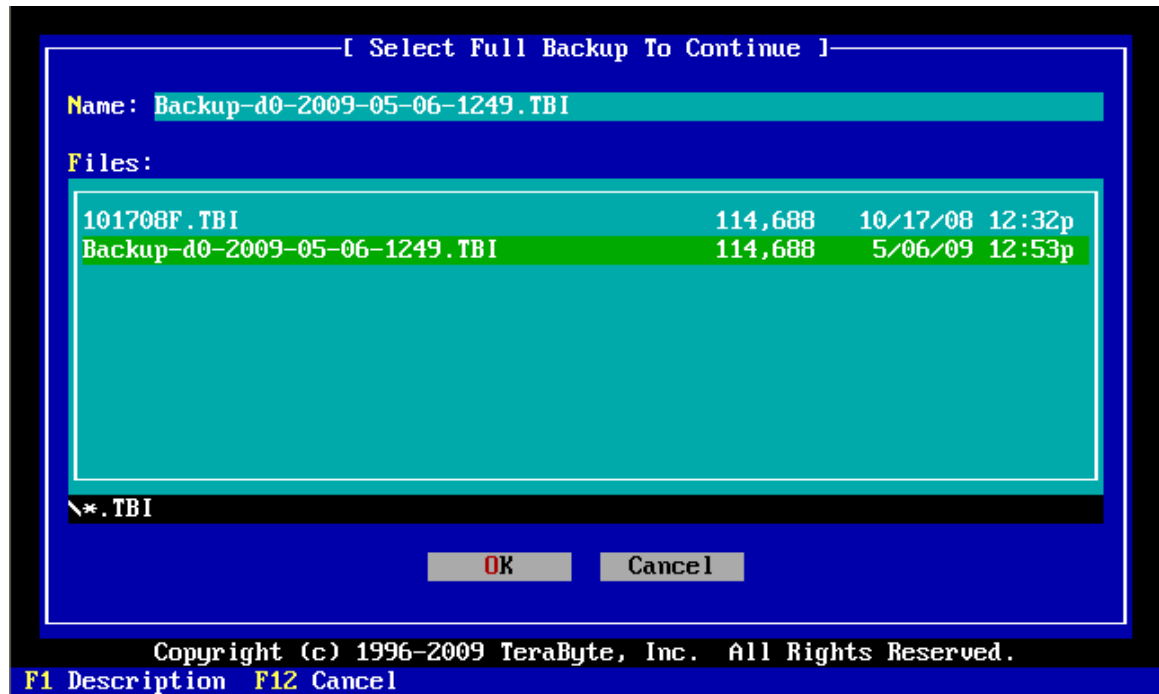 [ Select Full Backup To Continue ]
Name: Backup-d0-2009-05-06-1249.TBI
Files:
101708F.TBI 114,688 10/17/08 12:32p
Backup-d0-2009-05-06-1249.TBI 114,688 5/06/09 12:53p
\*.TBI
OK Cancel
Copyright (c) 1996-2009 TeraByte, Inc. All Rights Reserved.
F1 Description F12 Cancel